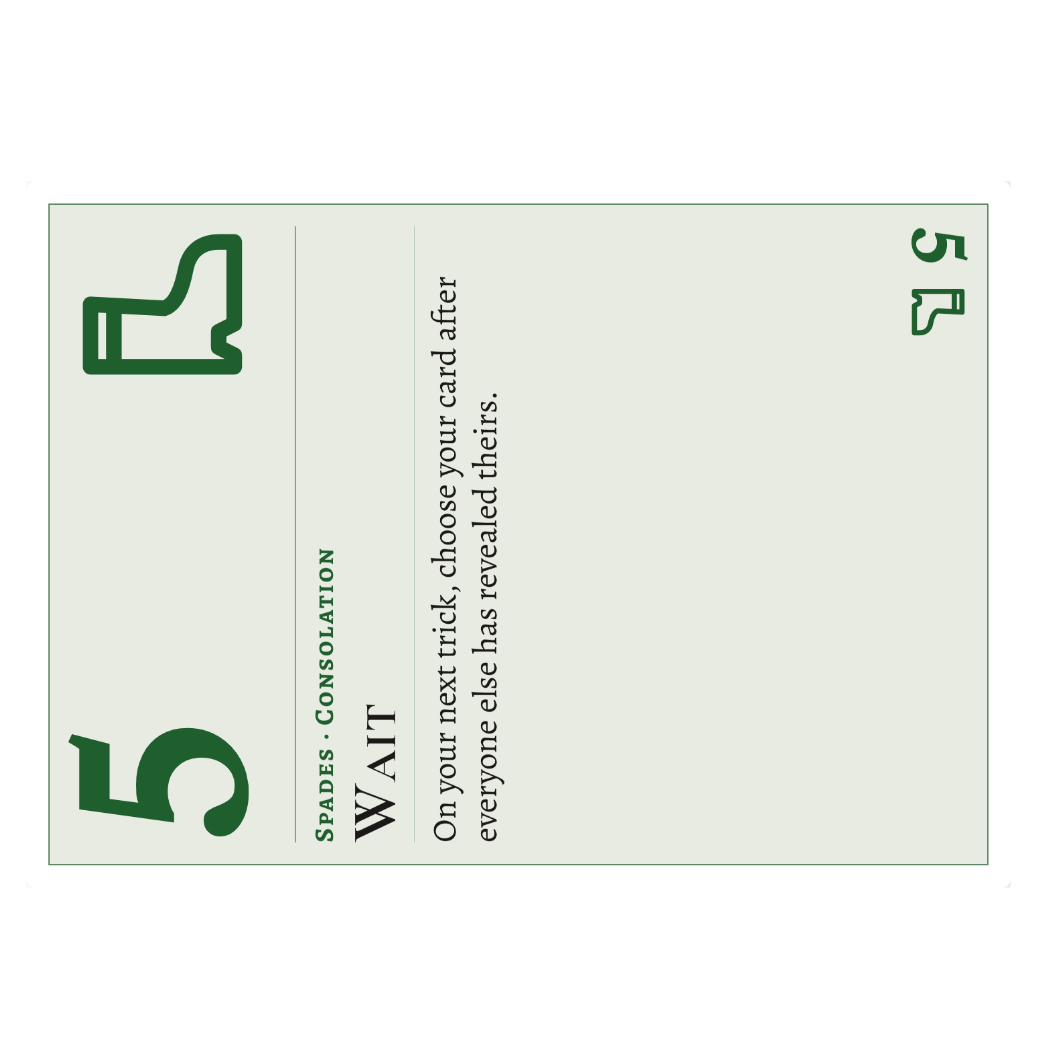 5
Spades · Consolation
Wait
On your next trick, choose your card after
everyone else has revealed theirs.
5